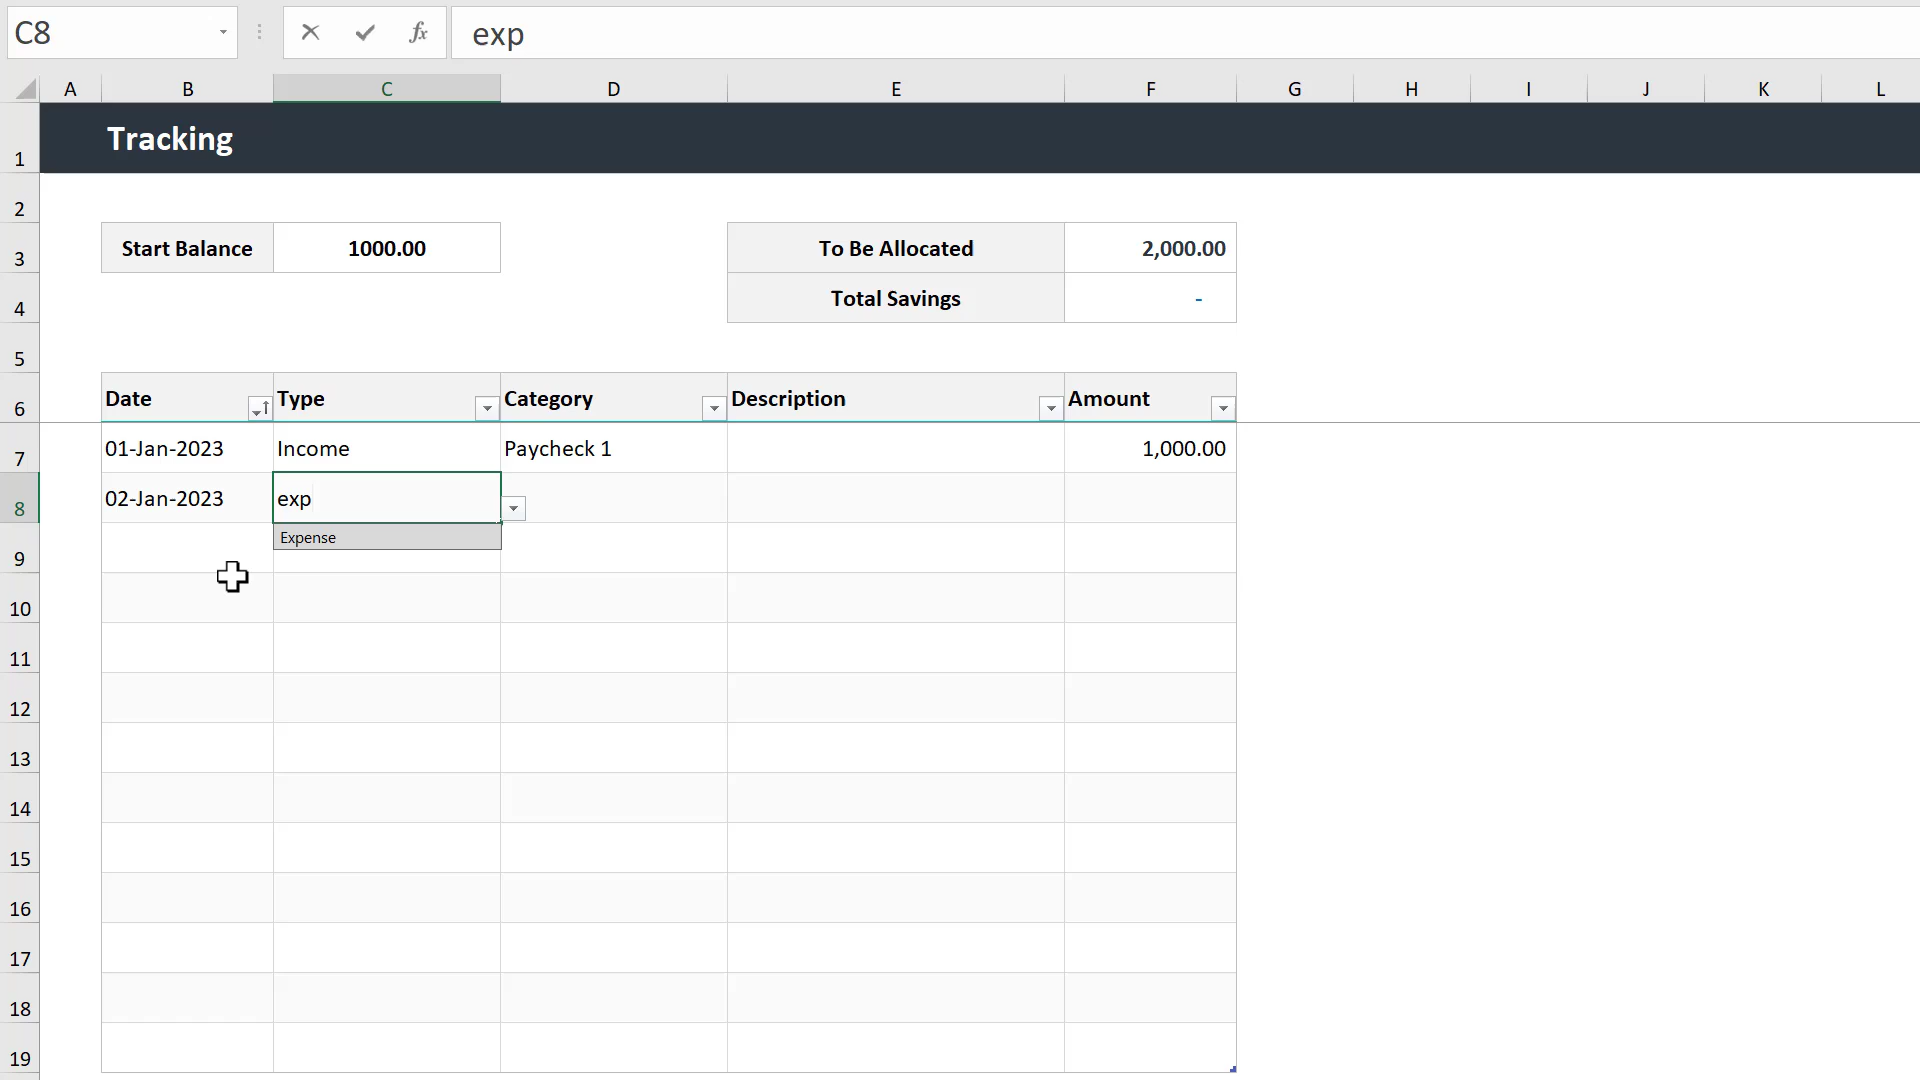 C8 fx exp
A B C D E F G H I J K L
1 Tracking
2
3 Start Balance 1000.00 To Be Allocated 2,000.00
4 Total Savings -
5
6 Date Type Category Description Amount
7 01-Jan-2023 Income Paycheck 1 1,000.00
8 02-Jan-2023 exp
Expense
9
10
11
12
13
14
15
16
17
18
19